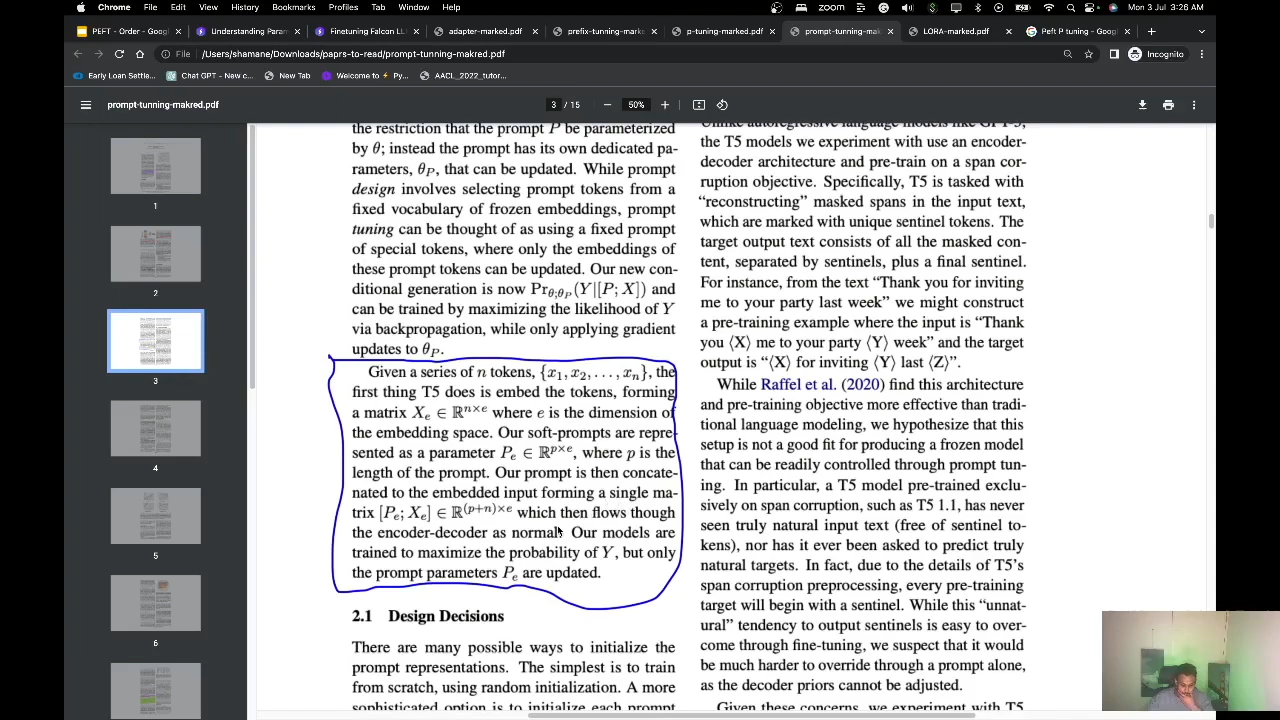 Chrome File Edit View History Bookmarks Profiles Tab Window Help
zoom
Mon 3 Jul 3:26 AM
PEFT - Order - Googl
Understanding Param
Finetuning Falcon LL
adapter-marked.pdf
prefix-tuning-mark
p-tuning-marked.pdf
prompt-tunning-mak
LORA-marked.pdf
Peft P tuning - Googl
File
/Users/shamane/Downloads/paprs-to-read/prompt-tunning-makred.pdf
Incognito
Early Loan Settle...
Chat GPT - New c...
New Tab
Welcome to ⚡ Py...
AACL_2022_tutor...
prompt-tunning-makred.pdf
3 / 15
50%
1
2
3
4
5
6
the restriction that the prompt P be parameterized
by θ; instead the prompt has its own dedicated pa-
rameters, θP, that can be updated. While prompt
design involves selecting prompt tokens from a
fixed vocabulary of frozen embeddings, prompt
tuning can be thought of as using a fixed prompt
of special tokens, where only the embeddings of
these prompt tokens can be updated. Our new con-
ditional generation is now Prθ;θP(Y|[P; X]) and
can be trained by maximizing the likelihood of Y
via backpropagation, while only applying gradient
updates to θP.
Given a series of n tokens, {x1, x2, . . . , xn}, the
first thing T5 does is embed the tokens, forming
a matrix Xe ∈ ℝn×e where e is the dimension of
the embedding space. Our soft-prompts are repre-
sented as a parameter Pe ∈ ℝp×e, where p is the
length of the prompt. Our prompt is then concate-
nated to the embedded input forming a single ma-
trix [Pe; Xe] ∈ ℝ(p+n)×e which then flows though
the encoder-decoder as normal. Our models are
trained to maximize the probability of Y, but only
the prompt parameters Pe are updated.
2.1 Design Decisions
There are many possible ways to initialize the
prompt representations. The simplest is to train
from scratch, using random initialization. A more
sophisticated option is to initialize each prompt
the T5 models we experiment with use an encoder-
decoder architecture and pre-train on a span cor-
ruption objective. Specifically, T5 is tasked with
“reconstructing” masked spans in the input text,
which are marked with unique sentinel tokens. The
target output text consists of all the masked con-
tent, separated by sentinels, plus a final sentinel.
For instance, from the text “Thank you for inviting
me to your party last week” we might construct
a pre-training example where the input is “Thank
you ⟨X⟩ me to your party ⟨Y⟩ week” and the target
output is “⟨X⟩ for inviting ⟨Y⟩ last ⟨Z⟩”.
While Raffel et al. (2020) find this architecture
and pre-training objective more effective than tradi-
tional language modeling, we hypothesize that this
setup is not a good fit for producing a frozen model
that can be readily controlled through prompt tun-
ing. In particular, a T5 model pre-trained exclu-
sively on span corruption, such as T5.1.1, has never
seen truly natural input text (free of sentinel to-
kens), nor has it ever been asked to predict truly
natural targets. In fact, due to the details of T5’s
span corruption preprocessing, every pre-training
target will begin with a sentinel. While this “unnat-
ural” tendency to output sentinels is easy to over-
come through fine-tuning, we suspect that it would
be much harder to override through a prompt alone,
as the decoder priors cannot be adjusted.
Given these concerns, we experiment with T5